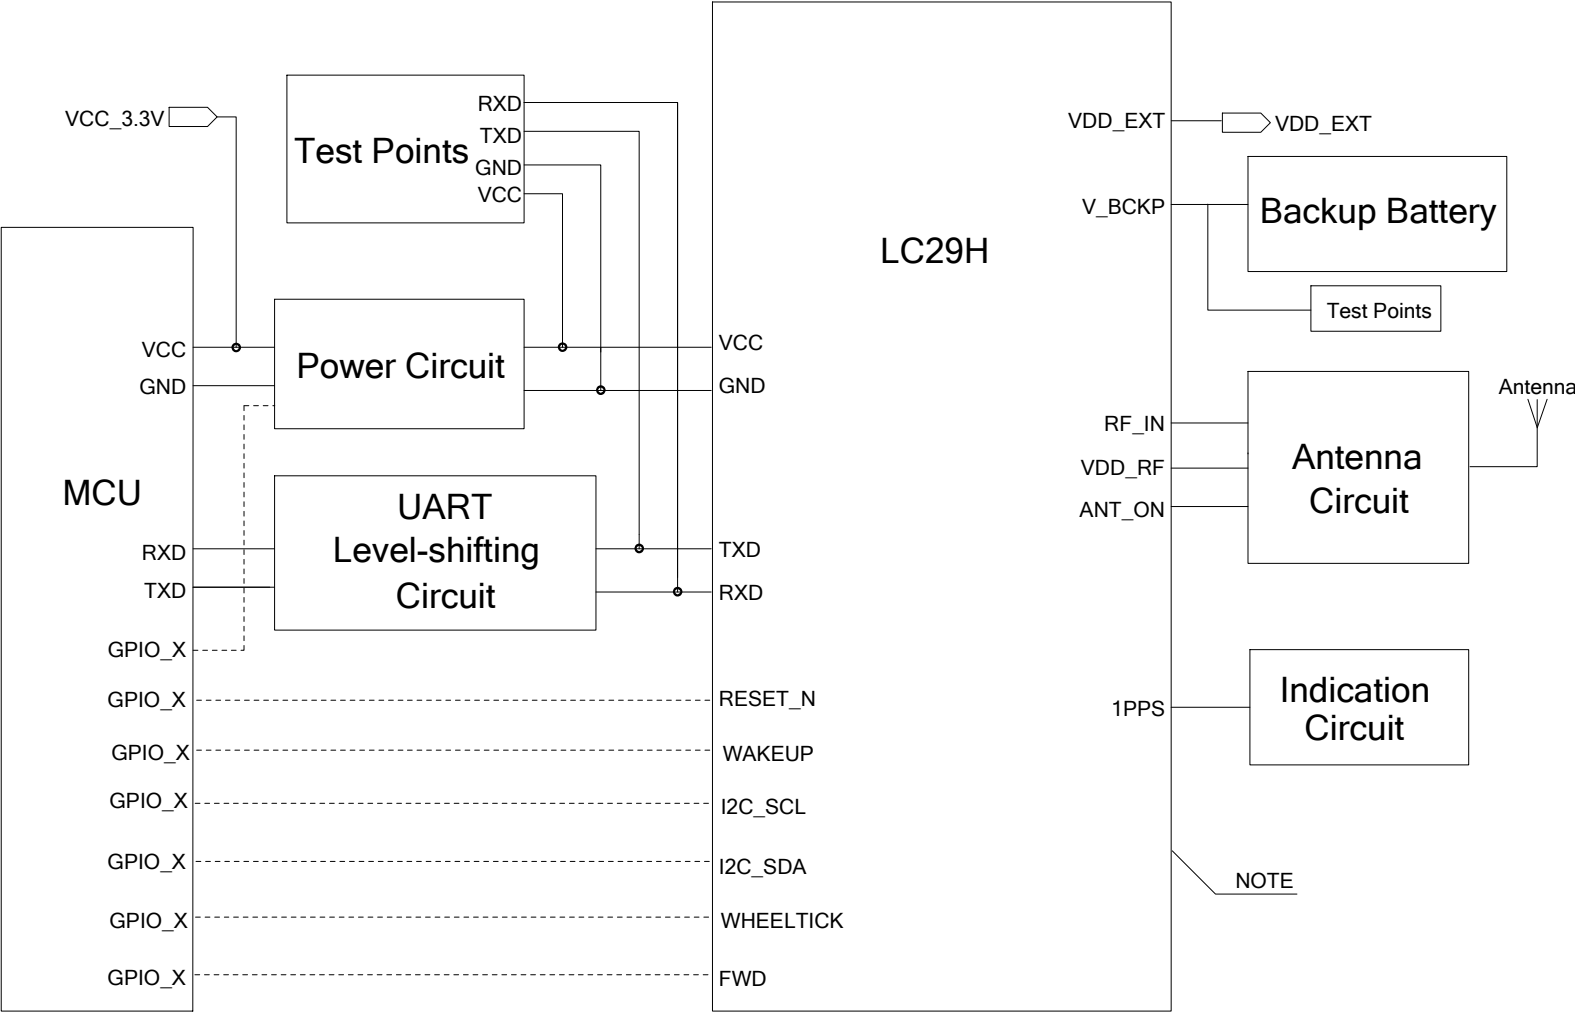 VCC_3.3V
Test Points
RXD
TXD
GND
VCC
MCU
VCC
GND
RXD
TXD
GPIO_X
GPIO_X
GPIO_X
GPIO_X
GPIO_X
GPIO_X
GPIO_X
Power Circuit
UART
Level-shifting
Circuit
LC29H
VCC
GND
TXD
RXD
RESET_N
WAKEUP
I2C_SCL
I2C_SDA
WHEELTICK
FWD
VDD_EXT
V_BCKP
RF_IN
VDD_RF
ANT_ON
1PPS
VDD_EXT
Backup Battery
Test Points
Antenna
Circuit
Antenna
Indication
Circuit
NOTE